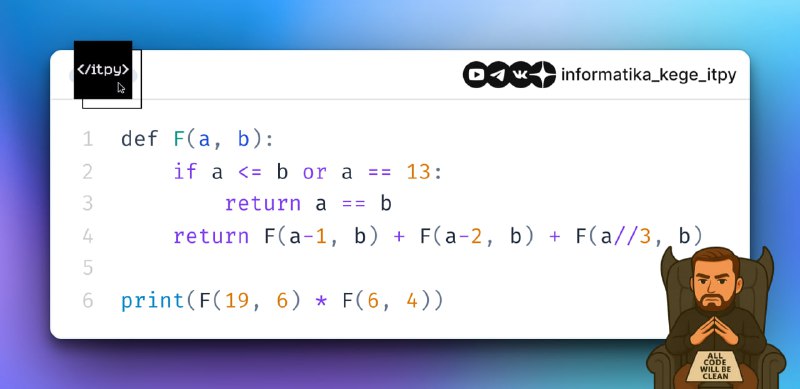 </itpy>
informatika_kege_itpy
1 def F(a, b):
2     if a <= b or a == 13:
3         return a == b
4     return F(a-1, b) + F(a-2, b) + F(a//3, b)
5
6 print(F(19, 6) * F(6, 4))
ALL
CODE
WILL BE
CLEAN